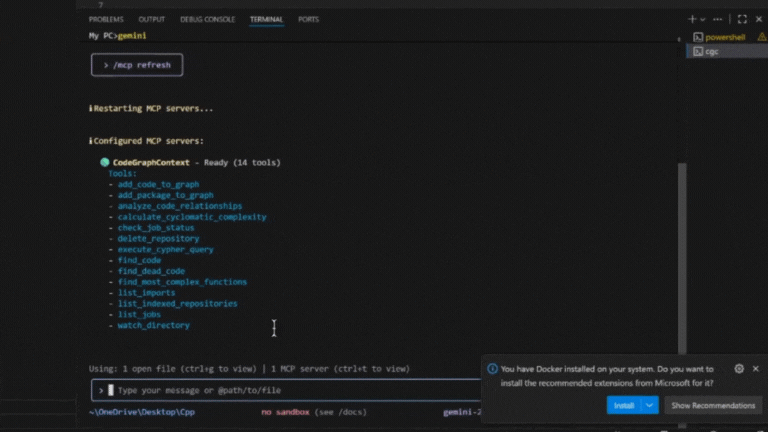 7
PROBLEMS OUTPUT DEBUG CONSOLE TERMINAL PORTS
My PC>gemini
powershell
cgc
> /mcp refresh
Restarting MCP servers...
Configured MCP servers:
CodeGraphContext - Ready (14 tools)
Tools:
- add_code_to_graph
- add_package_to_graph
- analyze_code_relationships
- calculate_cyclomatic_complexity
- check_job_status
- delete_repository
- execute_cypher_query
- find_code
- find_dead_code
- find_most_complex_functions
- list_imports
- list_indexed_repositories
- list_jobs
- watch_directory
Using: 1 open file (ctrl+g to view) | 1 MCP server (ctrl+t to view)
> Type your message or @path/to/file
~\OneDrive\Desktop\Cpp no sandbox (see /docs) gemini-2
You have Docker installed on your system. Do you want to
install the recommended extensions from Microsoft for it?
Install Show Recommendations